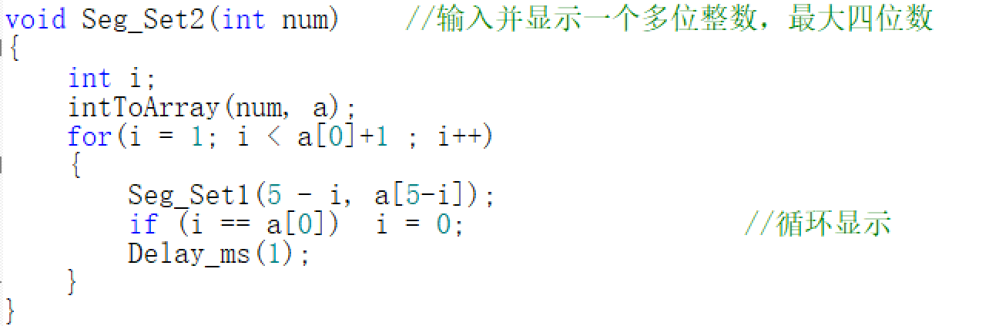 void Seg_Set2(int num)    //输入并显示一个多位整数，最大四位数
{
    int i;
    intToArray(num, a);
    for(i = 1; i < a[0]+1 ; i++)
    {
        Seg_Set1(5 - i, a[5-i]);
        if (i == a[0])  i = 0;                   //循环显示
        Delay_ms(1);
    }
}